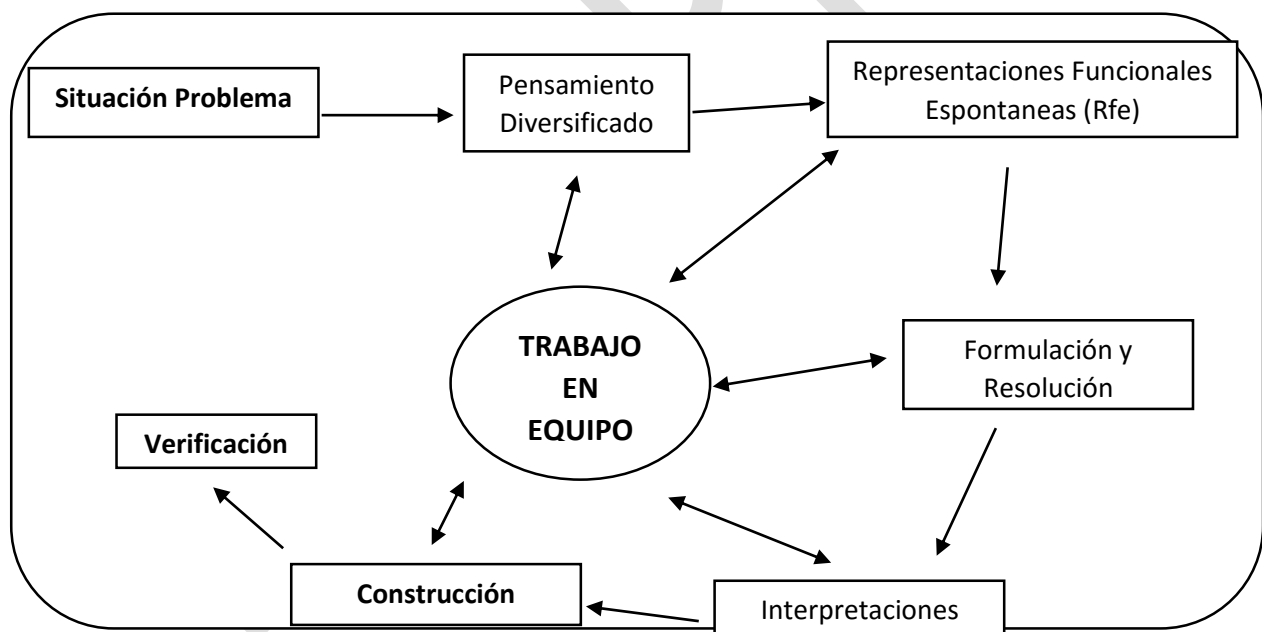 Situación Problema
Pensamiento
Diversificado
Representaciones Funcionales
Espontaneas (Rfe)
TRABAJO
EN
EQUIPO
Formulación y
Resolución
Verificación
Construcción
Interpretaciones